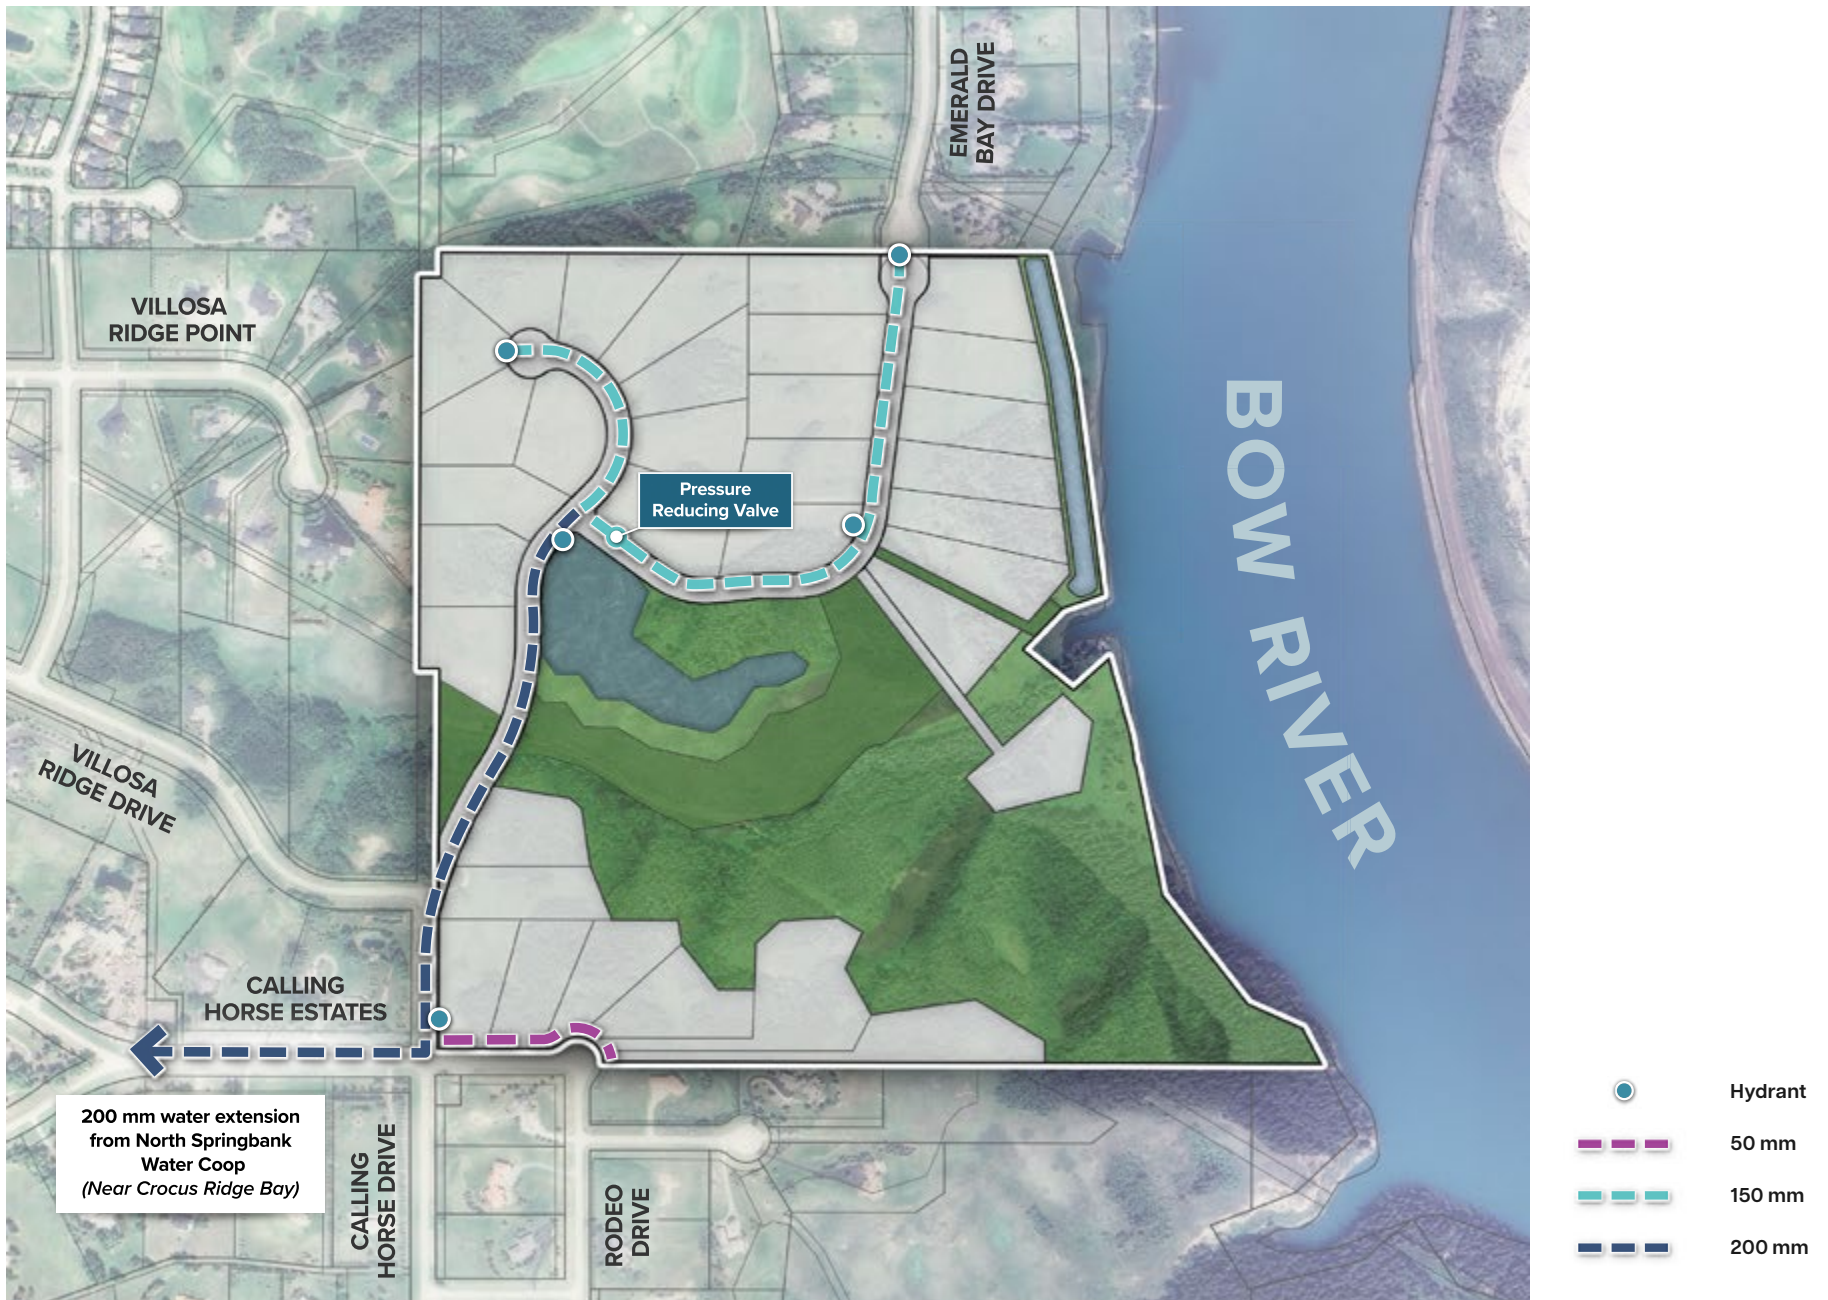 EMERALD
BAY DRIVE
VILLOSA
RIDGE POINT
Pressure
Reducing Valve
BOW RIVER
VILLOSA
RIDGE DRIVE
CALLING
HORSE ESTATES
200 mm water extension
from North Springbank
Water Coop
(Near Crocus Ridge Bay)
CALLING
HORSE DRIVE
RODEO
DRIVE
Hydrant
50 mm
150 mm
200 mm